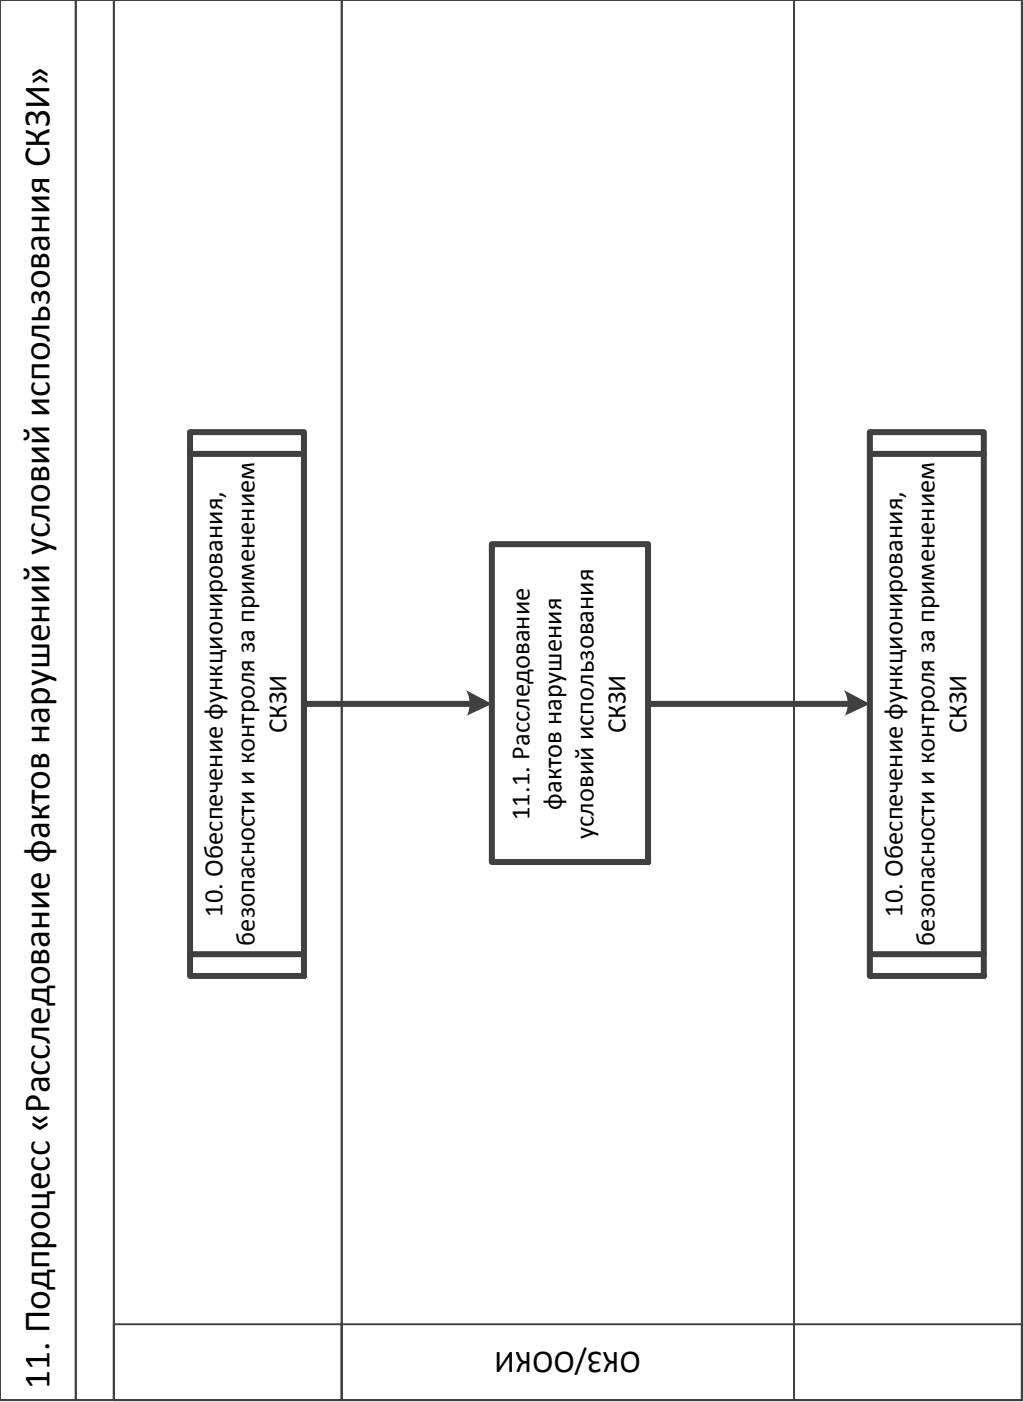 11. Подпроцесс «Расследование фактов нарушений условий использования СКЗИ»
10. Обеспечение функционирования,
безопасности и контроля за применением
СКЗИ
ОКЗ/ООКИ
11.1. Расследование
фактов нарушения
условий использования
СКЗИ
10. Обеспечение функционирования,
безопасности и контроля за применением
СКЗИ